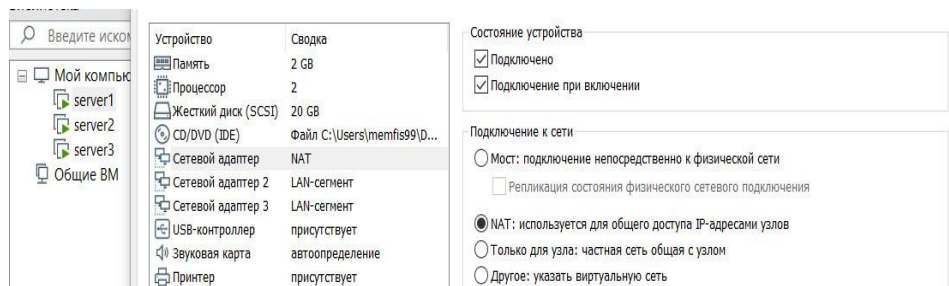 Введите иском
Мой компью
server1
server2
server3
Общие ВМ
Устройство Сводка
Память 2 GB
Процессор 2
Жесткий диск (SCSI) 20 GB
CD/DVD (IDE) Файл C:\Users\memfis99\D...
Сетевой адаптер NAT
Сетевой адаптер 2 LAN-сегмент
Сетевой адаптер 3 LAN-сегмент
USB-контроллер присутствует
Звуковая карта автоопределение
Принтер присутствует
Состояние устройства
Подключено
Подключение при включении
Подключение к сети
Мост: подключение непосредственно к физической сети
Репликация состояния физического сетевого подключения
NAT: используется для общего доступа IP-адресами узлов
Только для узла: частная сеть общая с узлом
Другое: указать виртуальную сеть